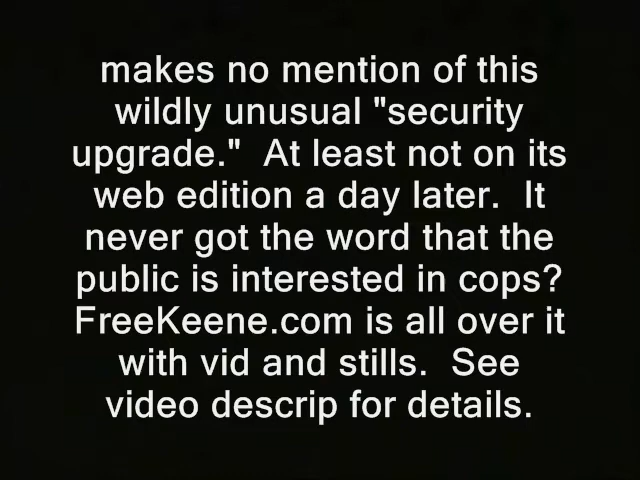 makes no mention of this
wildly unusual "security
upgrade."  At least not on its
web edition a day later.  It
never got the word that the
public is interested in cops?
FreeKeene.com is all over it
with vid and stills.  See
video descrip for details.